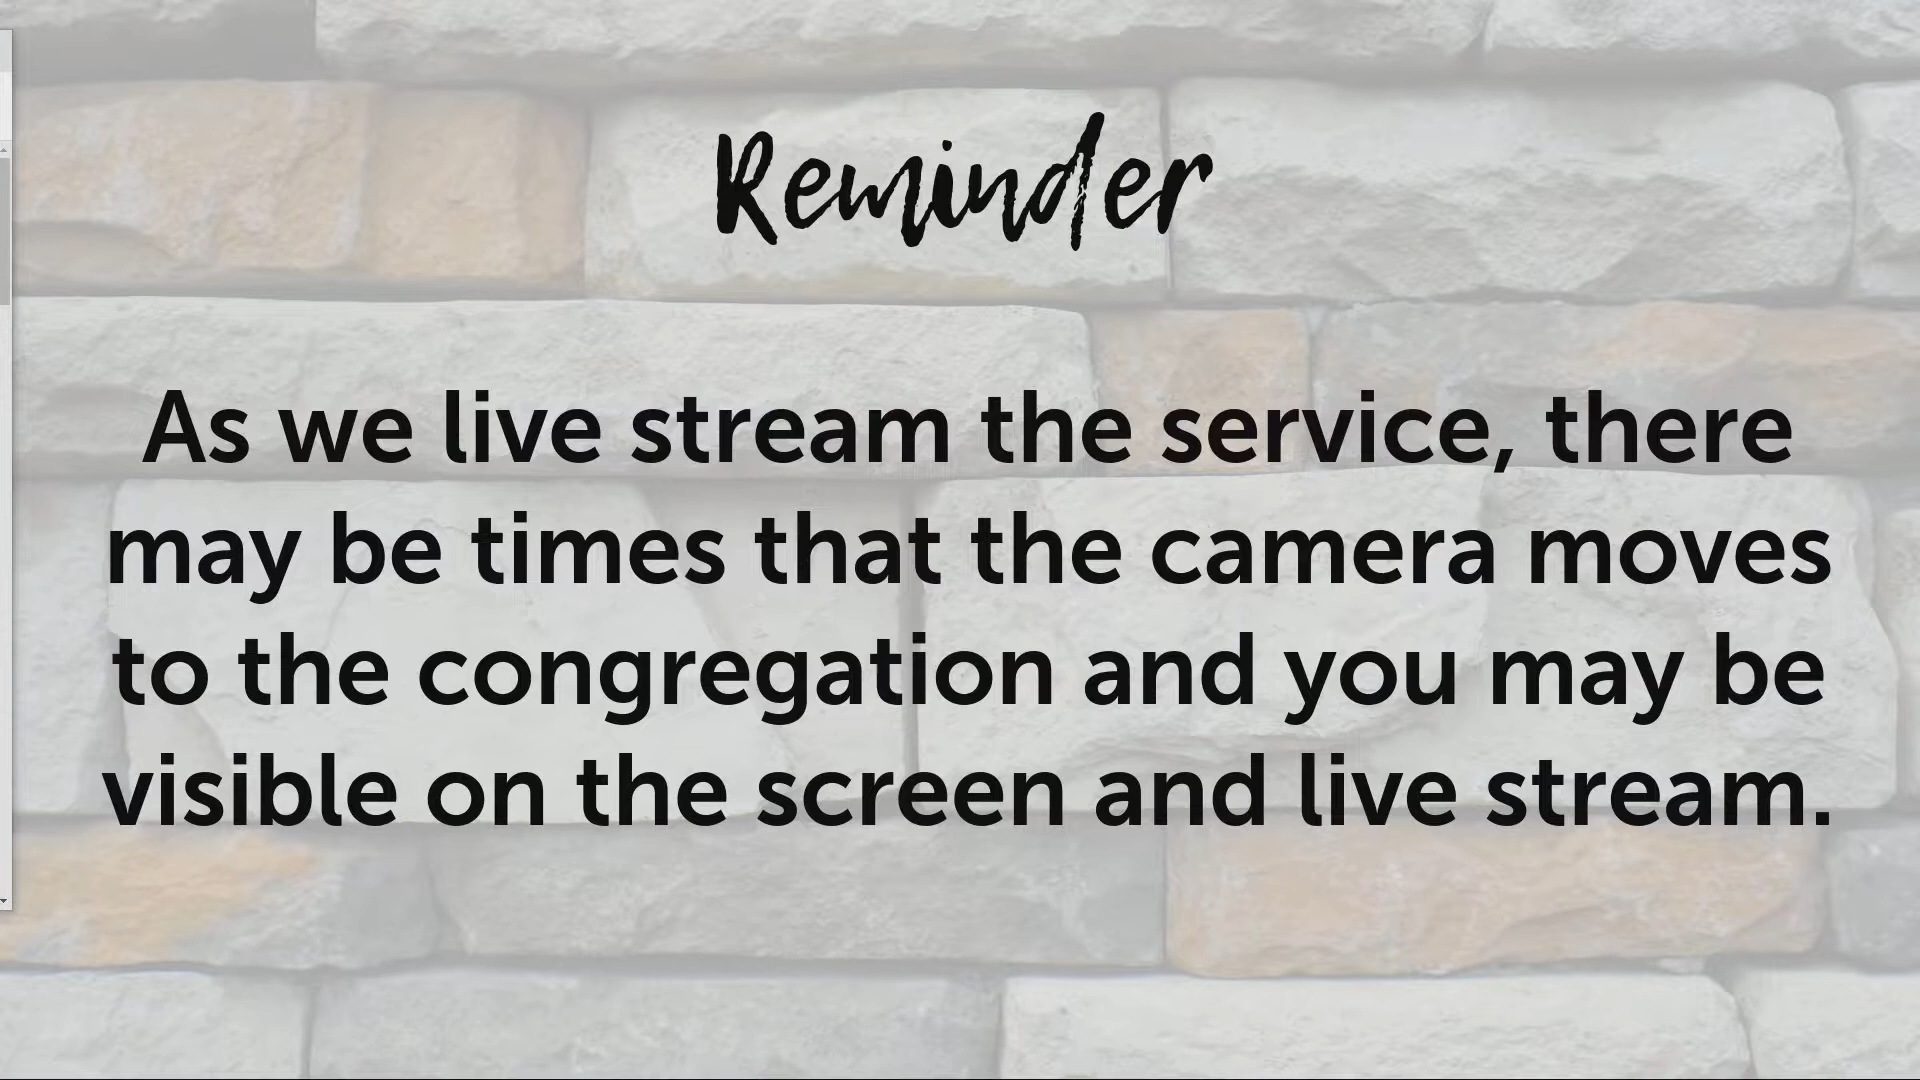 Reminder
As we live stream the service, there
may be times that the camera moves
to the congregation and you may be
visible on the screen and live stream.